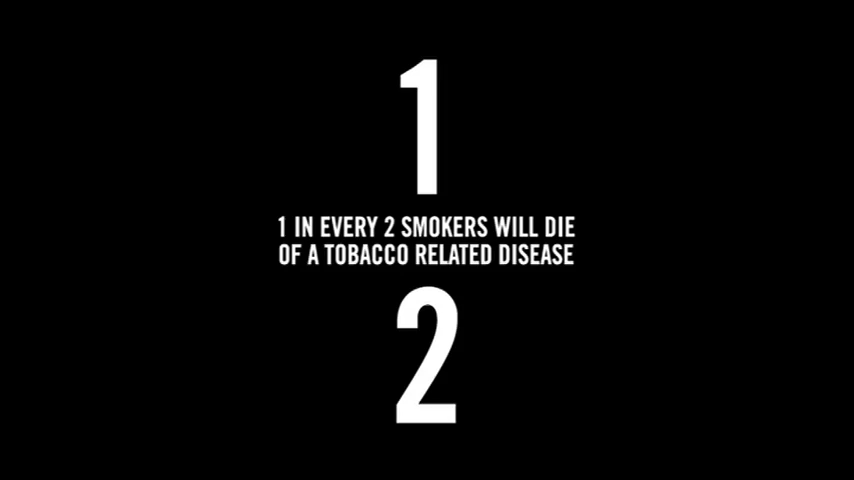 1
1 IN EVERY 2 SMOKERS WILL DIE
OF A TOBACCO RELATED DISEASE
2